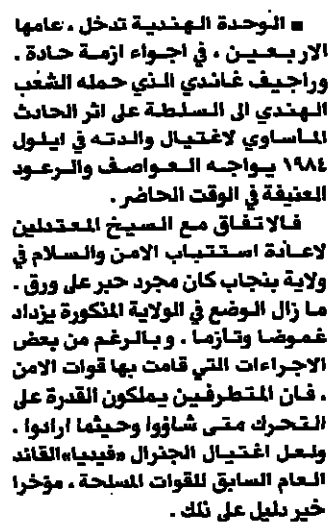 ■ الوحدة الهندية تدخل ، عامها
الاربعين ، في اجواء ازمة حادة .
وراجيف غاندي الذي حمله الشعب
الهندي الى السلطة على اثر الحادث
المأساوي لاغتيال والدته في ايلول
١٩٨٤ يواجه العواصف والرعود
العنيفة في الوقت الحاضر .
فالاتفاق مع السيخ المعتدلين
لاعادة استتباب الامن والسلام في
ولاية بنجاب كان مجرد حبر على ورق .
ما زال الوضع في الولاية المذكورة يزداد
غموضا وتأزما . وبالرغم من بعض
الاجراءات التي قامت بها قوات الامن
، فان المتطرفين يملكون القدرة على
التحرك متى شاؤوا وحيثما ارادوا .
ولعل اغتيال الجنرال «فيديا» القائد
العام السابق للقوات المسلحة ، مؤخرا
خير دليل على ذلك .